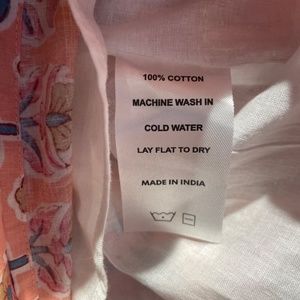 100% COTTON
MACHINE WASH IN
COLD WATER
LAY FLAT TO DRY
MADE IN INDIA